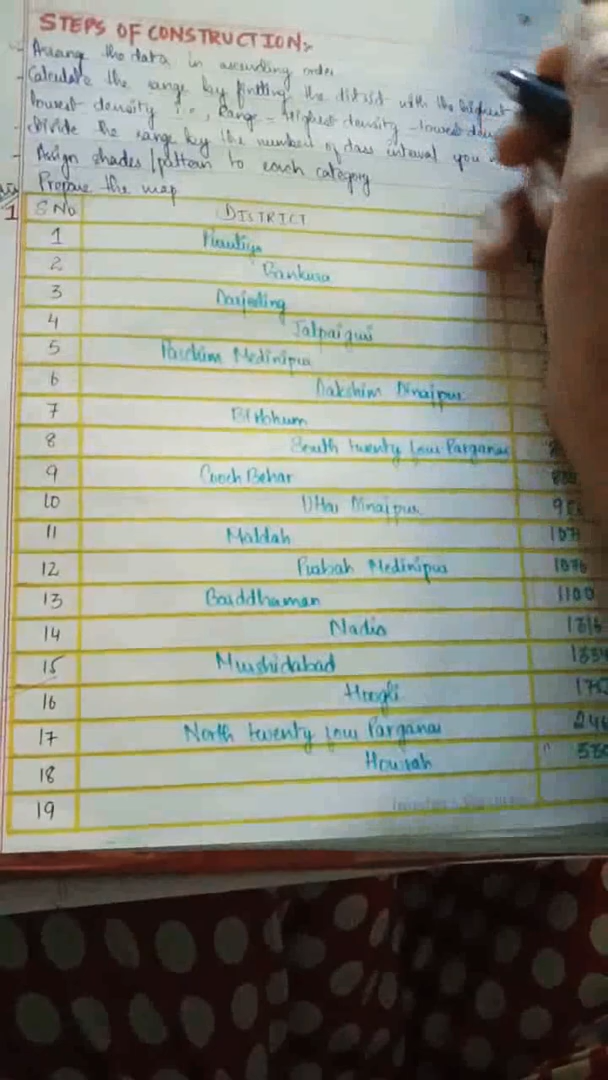 STEPS OF CONSTRUCTION:-
- Arrange the data in ascending order
- Calculate the range by finding the district with the highest
lowest density i.e., Range = Highest density - lowest
- divide the range by the number of class interval you
- Assign shades/pattern to each category
Prepare the map
S No DISTRICT
1
1
2 Bankura
3 Darjeeling
4 Jalpaiguri
5 Paschim Medinipur
6 Dakshim Dinajpur
7 Birbhum
8 South twenty four Parganas
9 Cooch Behar
10 Uttar Dinajpur
11 Maldah
12 Purbah Medinipur 1076
13 Barddhaman 1100
14 Nadia
15 Murshidabad
16 Hoogli
17 North twenty four Parganas
18 Howrah
19